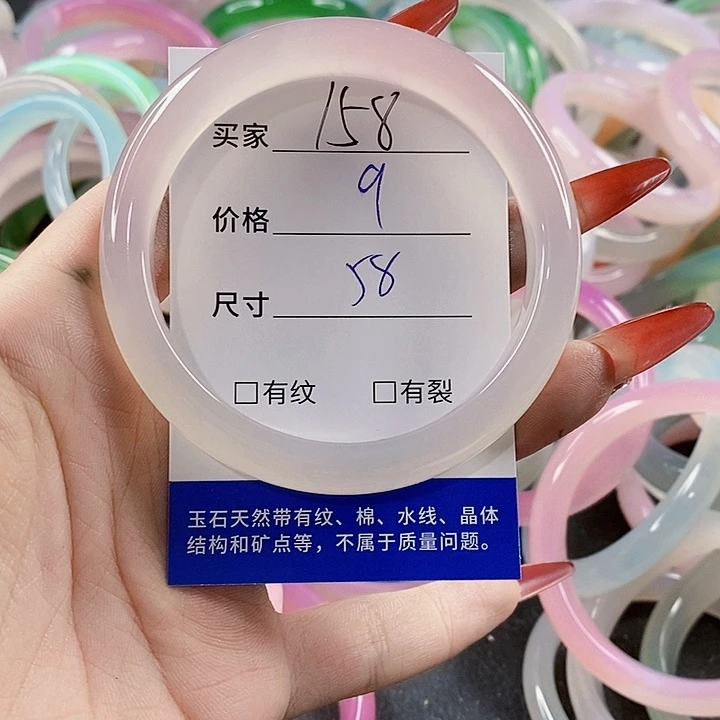 买家 158
价格 9
尺寸 58
□有纹 □有裂
玉石天然带有纹、棉、水线、晶体
结构和矿点等，不属于质量问题。